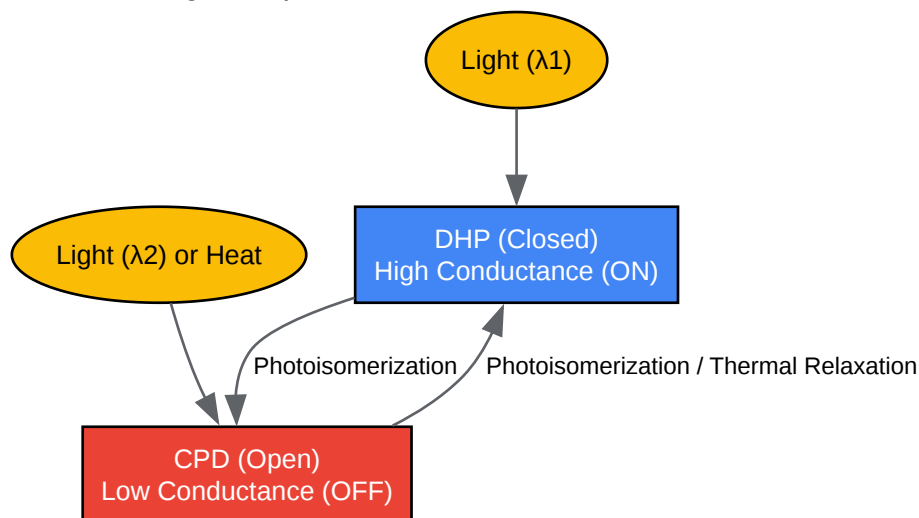 Light (λ1)
DHP (Closed)
High Conductance (ON)
Light (λ2) or Heat
Photoisomerization
Photoisomerization / Thermal Relaxation
CPD (Open)
Low Conductance (OFF)